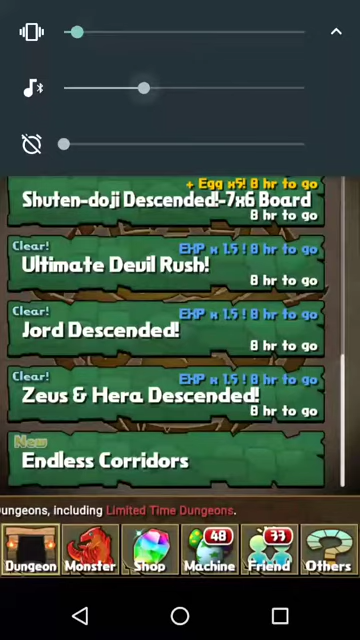 + Egg x5! 8 hr to go
Shuten-doji Descended!-7x6 Board
8 hr to go
Clear!
EXP x 1.5 ! 8 hr to go
Ultimate Devil Rush!
8 hr to go
Clear!
EXP x 1.5 ! 8 hr to go
Jord Descended!
8 hr to go
Clear!
EXP x 1.5 ! 8 hr to go
Zeus & Hera Descended!
8 hr to go
New
Endless Corridors
Dungeons, including Limited Time Dungeons.
48 33
Dungeon Monster Shop Machine Friend Others